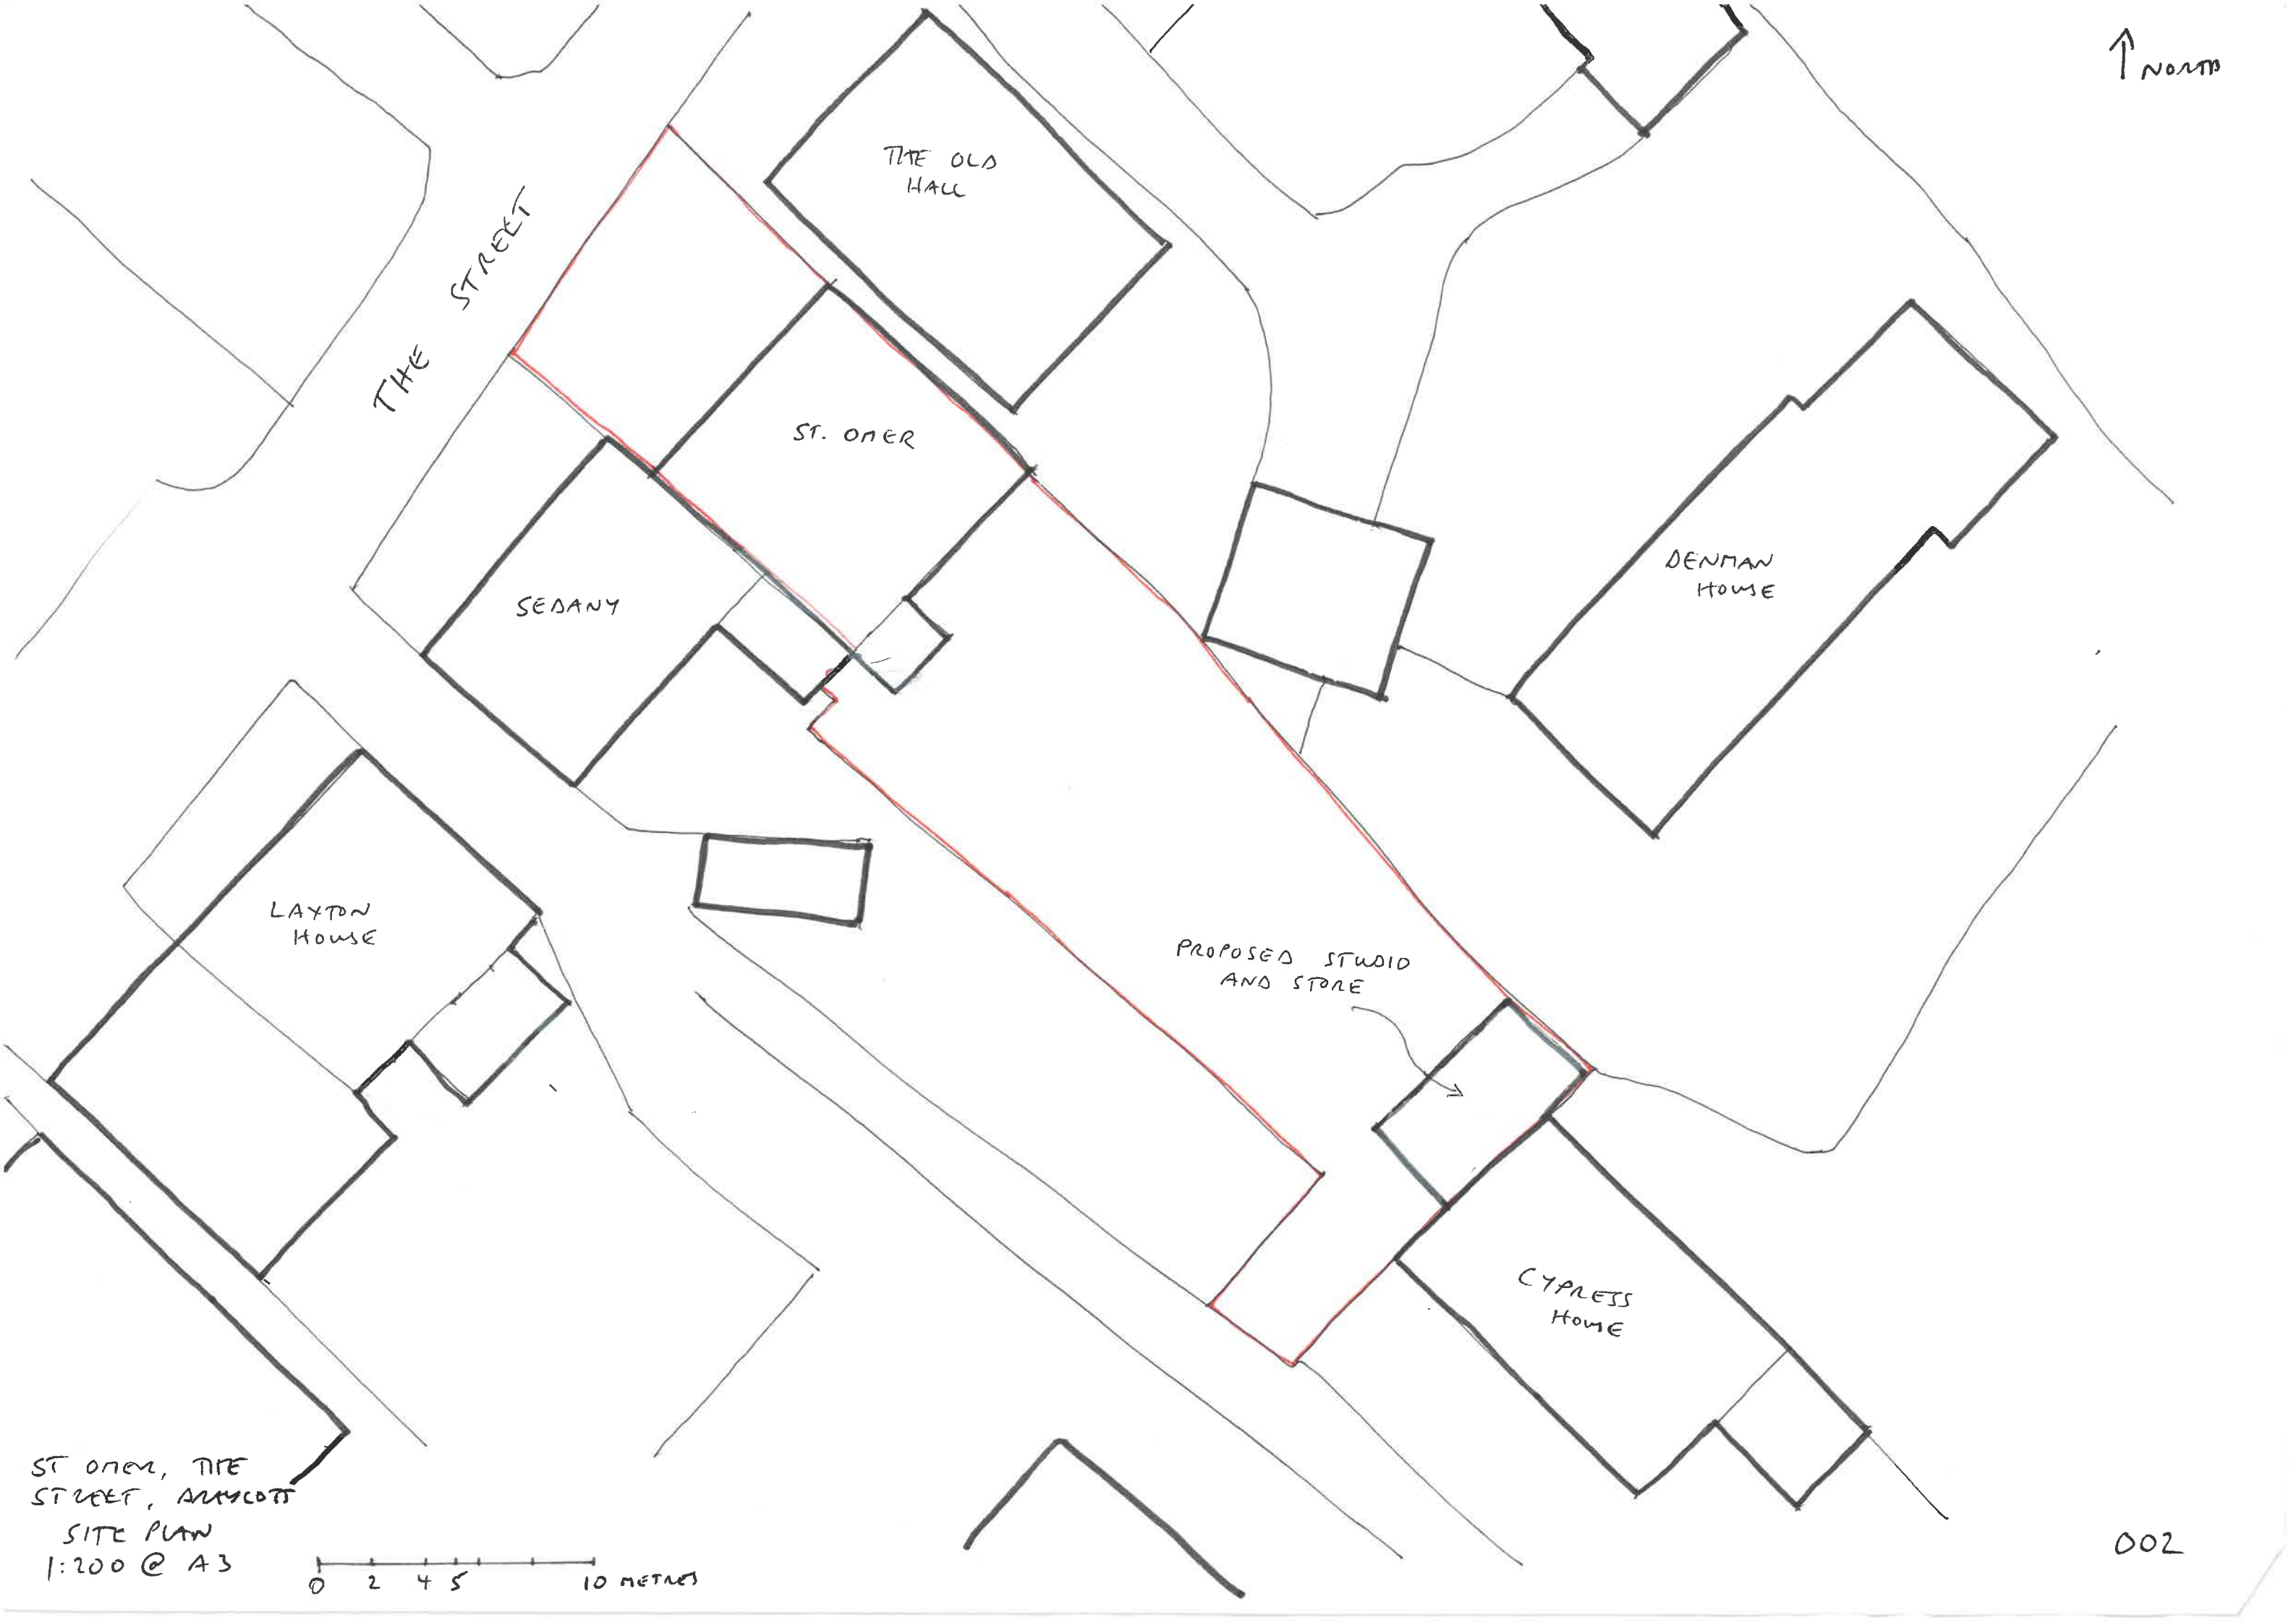 ↑ NORTH
THE OLD
HALL
THE STREET
ST. OMER
DENMAN
HOUSE
SEDANY
LAYTON
HOUSE
PROPOSED STUDIO
AND STORE
CYPRESS
HOUSE
ST OMER, THE
STREET, DRAYCOTT
SITE PLAN
1:200 @ A3
0 2 4 5 10 METRES
002